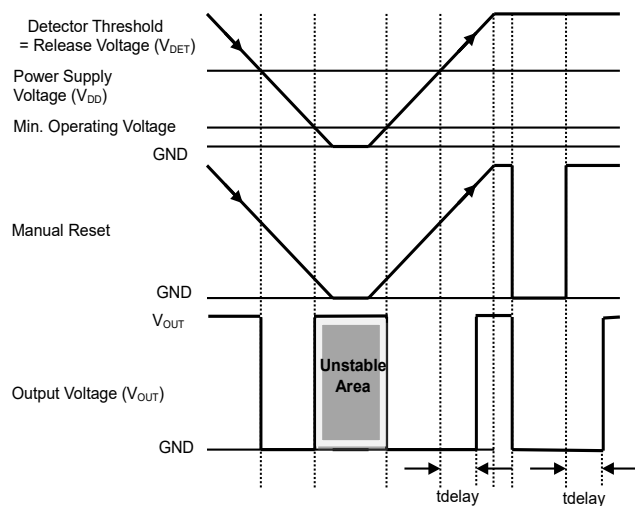 Detector Threshold
= Release Voltage (VDET)
Power Supply
Voltage (VDD)
Min. Operating Voltage
GND
Manual Reset
GND
VOUT
Unstable
Area
Output Voltage (VOUT)
GND
tdelay
tdelay